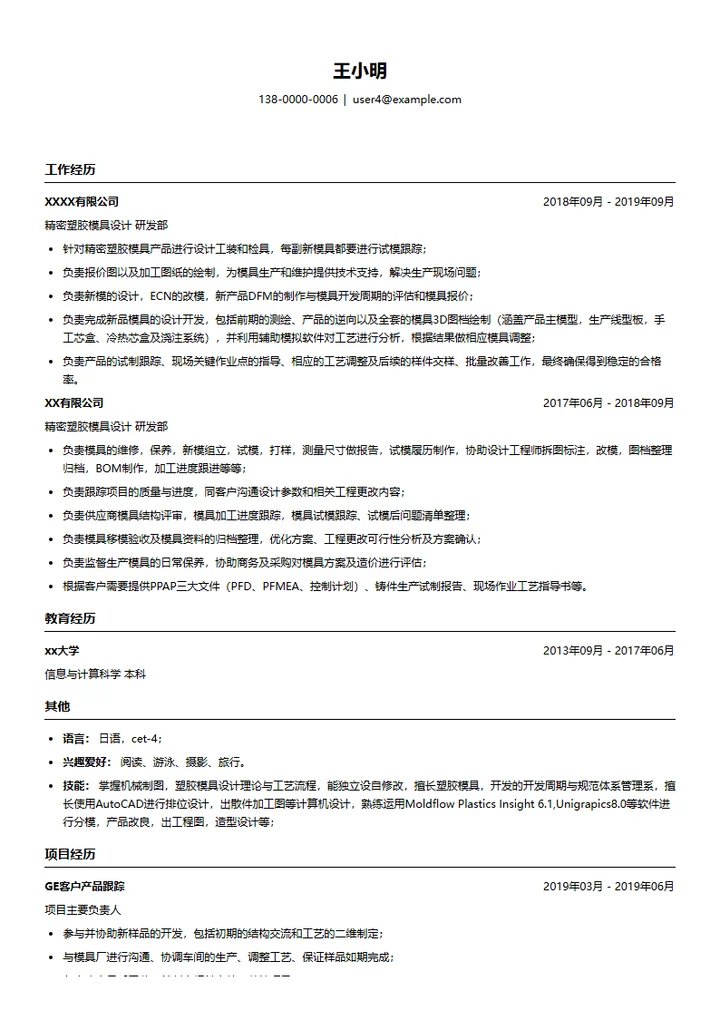 王小明
138-0000-0006 | user4@example.com
工作经历
XXXX有限公司 2018年09月 - 2019年09月
精密塑胶模具设计 研发部
• 针对精密塑胶模具产品进行设计工装和检具，每副新模具都要进行试模跟踪；
• 负责报价图以及加工图纸的绘制，为模具生产和维护提供技术支持，解决生产现场问题；
• 负责新模的设计，ECN的改模，新产品DFM的制作与模具开发周期的评估和模具报价；
• 负责完成新品模具的设计开发，包括前期的测绘、产品的逆向以及全套的模具3D图档绘制（涵盖产品主模型，生产线型板，手
工芯盒、冷热芯盒及浇注系统），并利用辅助模拟软件对工艺进行分析，根据结果做相应模具调整；
• 负责产品的试制跟踪、现场关键作业点的指导、相应的工艺调整及后续的样件交样、批量改善工作，最终确保得到稳定的合格
率。
XX有限公司 2017年06月 - 2018年09月
精密塑胶模具设计 研发部
• 负责模具的维修，保养，新模组立，试模，打样，测量尺寸做报告，试模履历制作，协助设计工程师拆图标注，改模，图档整理
归档，BOM制作，加工进度跟进等等；
• 负责跟踪项目的质量与进度，同客户沟通设计参数和相关工程更改内容；
• 负责供应商模具结构评审，模具加工进度跟踪，模具试模跟踪、试模后问题清单整理；
• 负责模具移模验收及模具资料的归档整理，优化方案、工程更改可行性分析及方案确认；
• 负责监督生产模具的日常保养，协助商务及采购对模具方案及造价进行评估；
• 根据客户需要提供PPAP三大文件（PFD、PFMEA、控制计划）、铸件生产试制报告、现场作业工艺指导书等。
教育经历
xx大学 2013年09月 - 2017年06月
信息与计算科学 本科
其他
• 语言： 日语，cet-4；
• 兴趣爱好： 阅读、游泳、摄影、旅行。
• 技能： 掌握机械制图，塑胶模具设计理论与工艺流程，能独立设自修改，擅长塑胶模具，开发的开发周期与规范体系管理系，擅
长使用AutoCAD进行排位设计，出散件加工图等计算机设计，熟练运用Moldflow Plastics Insight 6.1,Unigrapics8.0等软件进
行分模，产品改良，出工程图，造型设计等；
项目经历
GE客户产品跟踪 2019年03月 - 2019年06月
项目主要负责人
• 参与并协助新样品的开发，包括初期的结构交流和工艺的二维制定；
• 与模具厂进行沟通、协调车间的生产、调整工艺、保证样品如期完成；